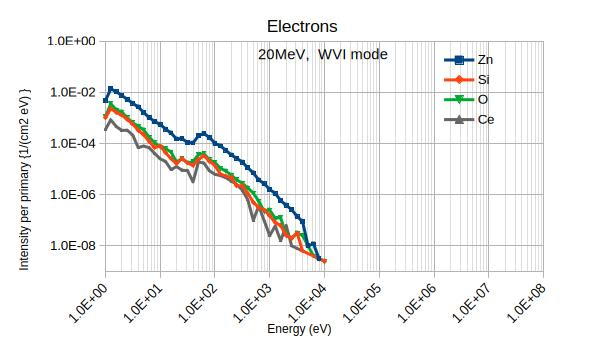 Electrons
20MeV, WVI mode
Intensity per primary {1/(cm2 eV) }
1.0E+00
1.0E-02
1.0E-04
1.0E-06
1.0E-08
Zn
Si
O
Ce
1.0E+00
1.0E+01
1.0E+02
1.0E+03
1.0E+04
1.0E+05
1.0E+06
1.0E+07
1.0E+08
Energy (eV)